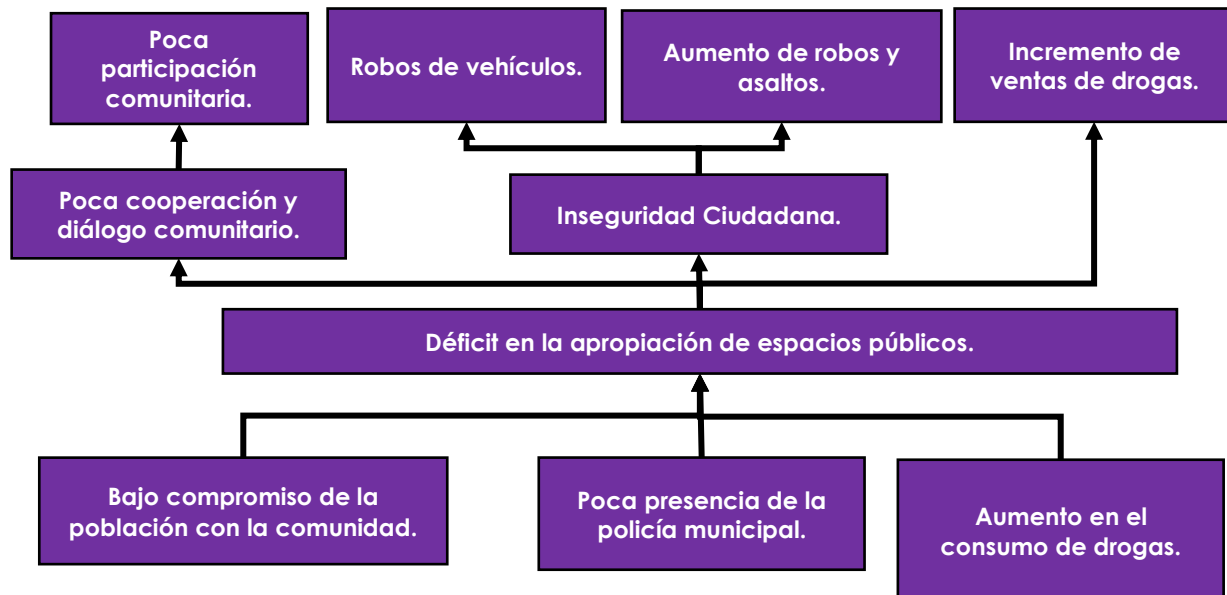 Poca
participación
comunitaria.
Robos de vehículos.
Aumento de robos y
asaltos.
Incremento de
ventas de drogas.
Poca cooperación y
diálogo comunitario.
Inseguridad Ciudadana.
Déficit en la apropiación de espacios públicos.
Bajo compromiso de la
población con la comunidad.
Poca presencia de la
policía municipal.
Aumento en el
consumo de drogas.